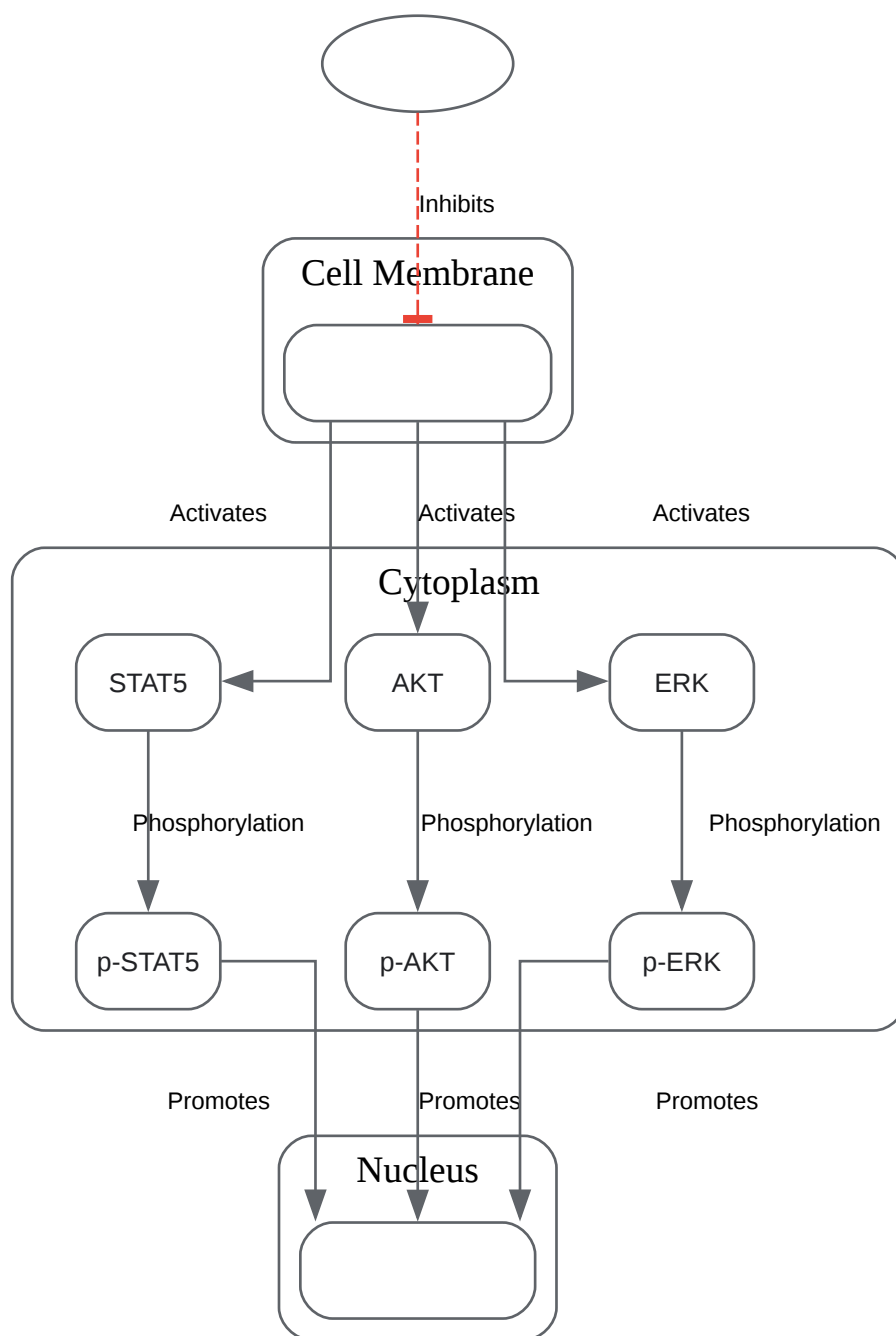 Inhibits
Cell Membrane
Activates
Activates
Activates
Cytoplasm
STAT5
AKT
ERK
Phosphorylation
Phosphorylation
Phosphorylation
p-STAT5
p-AKT
p-ERK
Promotes
Promotes
Promotes
Nucleus